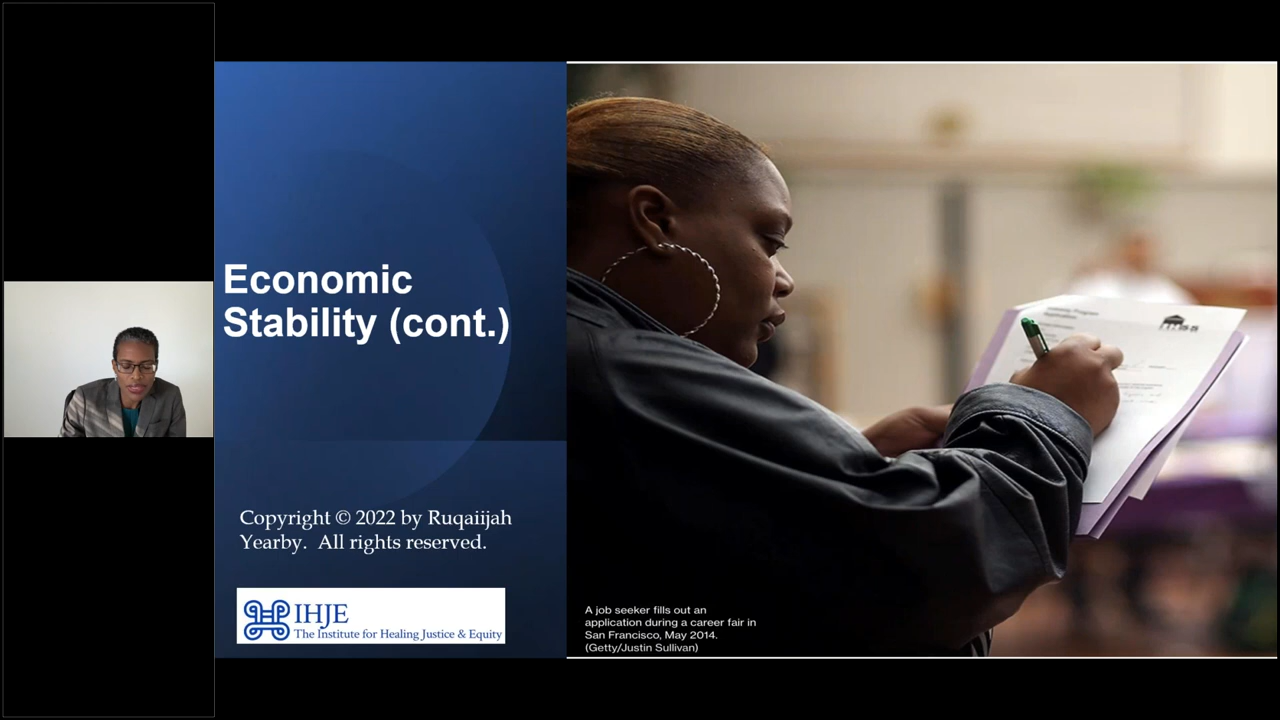 Economic
Stability (cont.)
Copyright © 2022 by Ruqaiijah
Yearby.  All rights reserved.
IHJE
The Institute for Healing Justice & Equity
A job seeker fills out an
application during a career fair in
San Francisco, May 2014.
(Getty/Justin Sullivan)